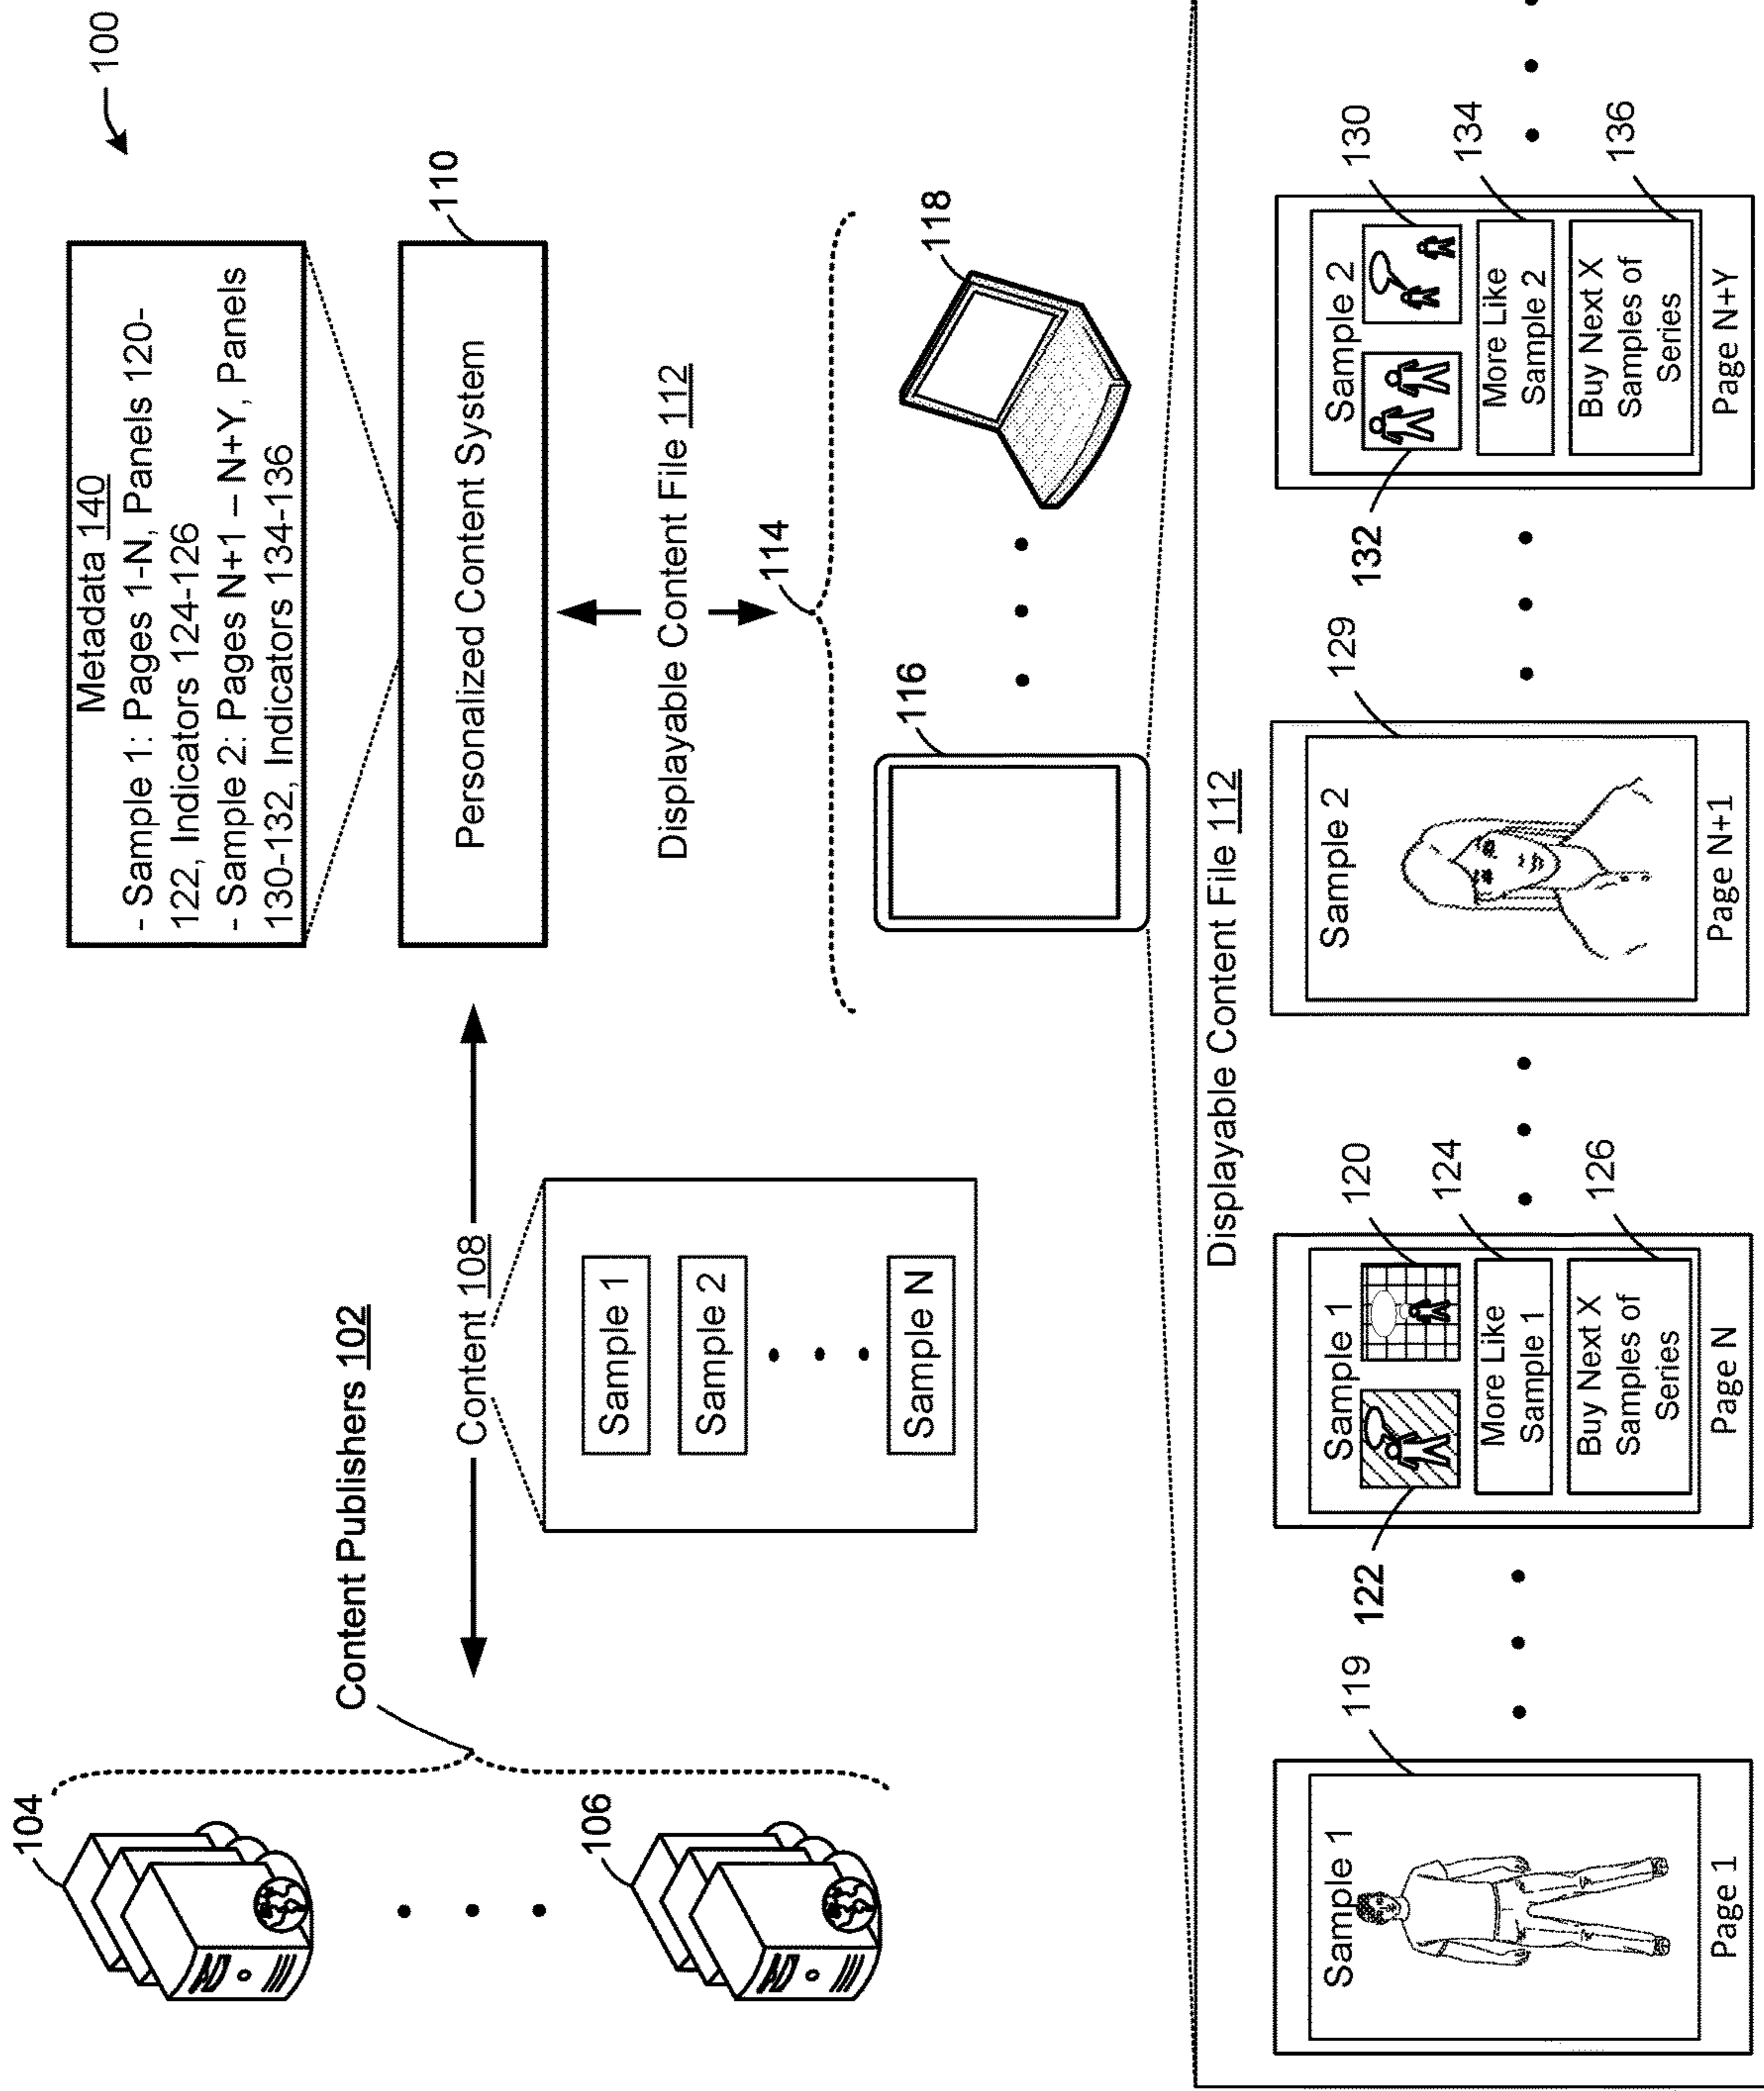 100
104
106
Content Publishers 102
Content 108
Sample 1
Sample 2
Sample N
Metadata 140
- Sample 1: Pages 1-N, Panels 120-
122, Indicators 124-126
- Sample 2: Pages N+1 – N+Y, Panels
130-132, Indicators 134-136
110
Personalized Content System
Displayable Content File 112
114
116
118
Displayable Content File 112
Sample 1
119
Page 1
122
Sample 1
120
More Like
Sample 1
124
Buy Next X
Samples of
Series
126
Page N
Sample 2
129
Page N+1
132
Sample 2
130
More Like
Sample 2
134
Buy Next X
Samples of
Series
136
Page N+Y